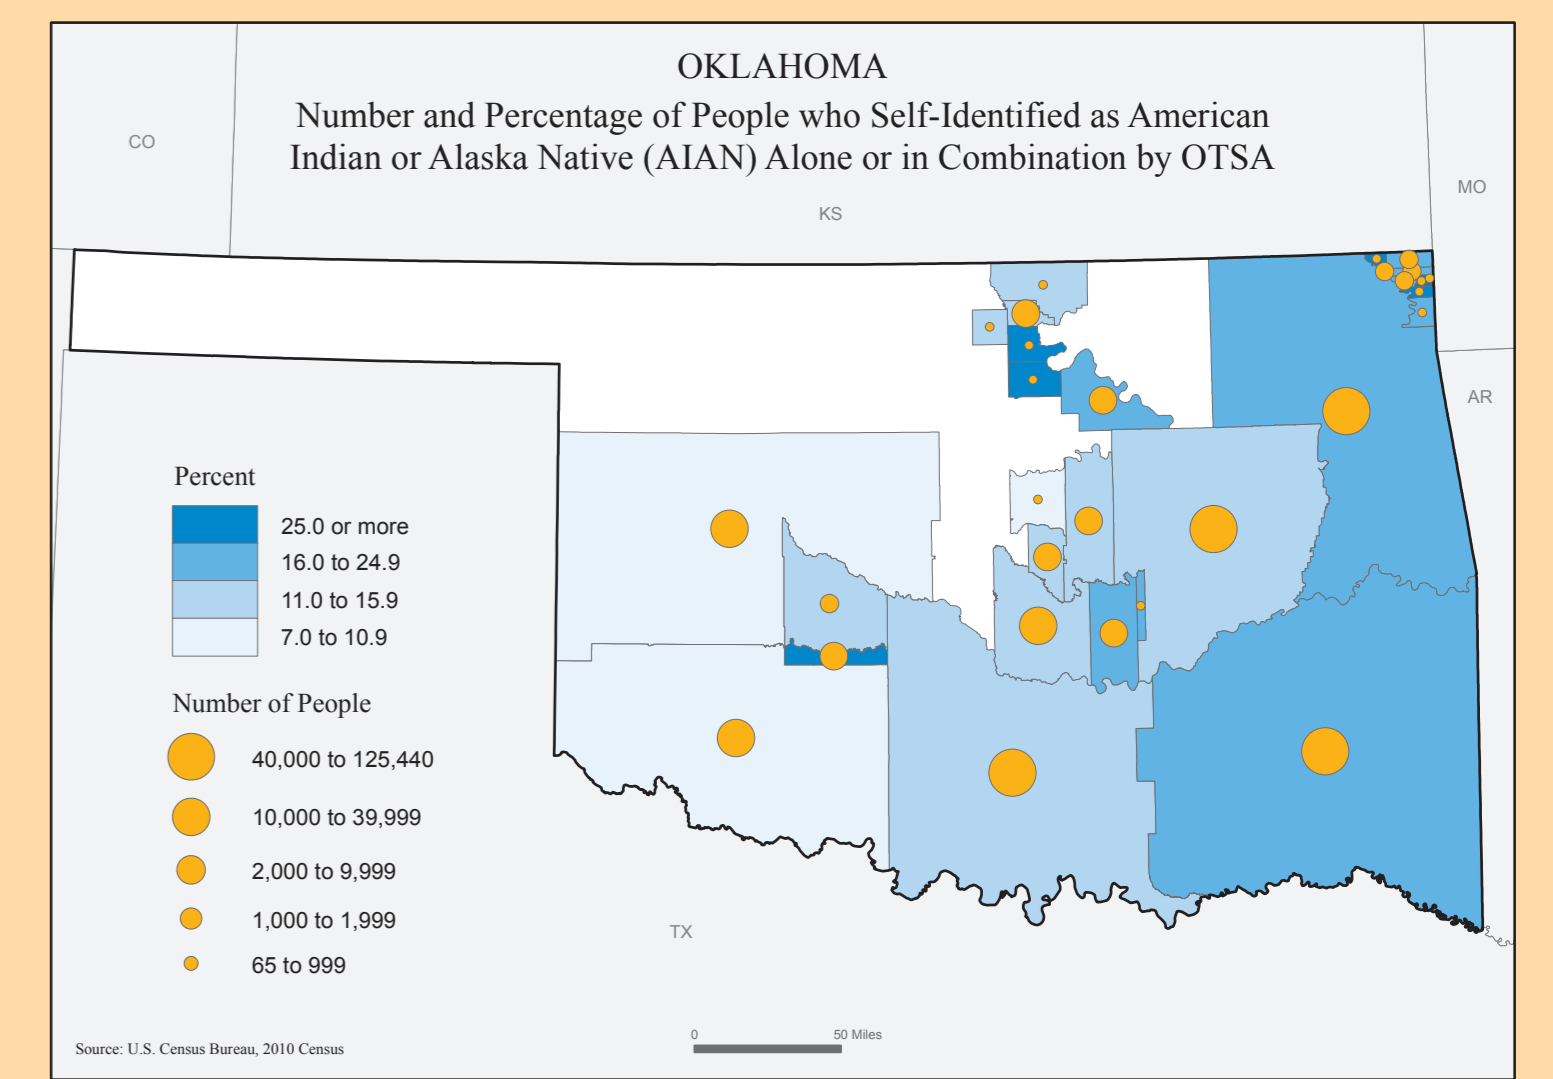 OKLAHOMA
Number and Percentage of People who Self-Identified as American
Indian or Alaska Native (AIAN) Alone or in Combination by OTSA
CO
KS
MO
AR
TX
Percent
25.0 or more
16.0 to 24.9
11.0 to 15.9
7.0 to 10.9
Number of People
40,000 to 125,440
10,000 to 39,999
2,000 to 9,999
1,000 to 1,999
65 to 999
0 50 Miles
Source: U.S. Census Bureau, 2010 Census